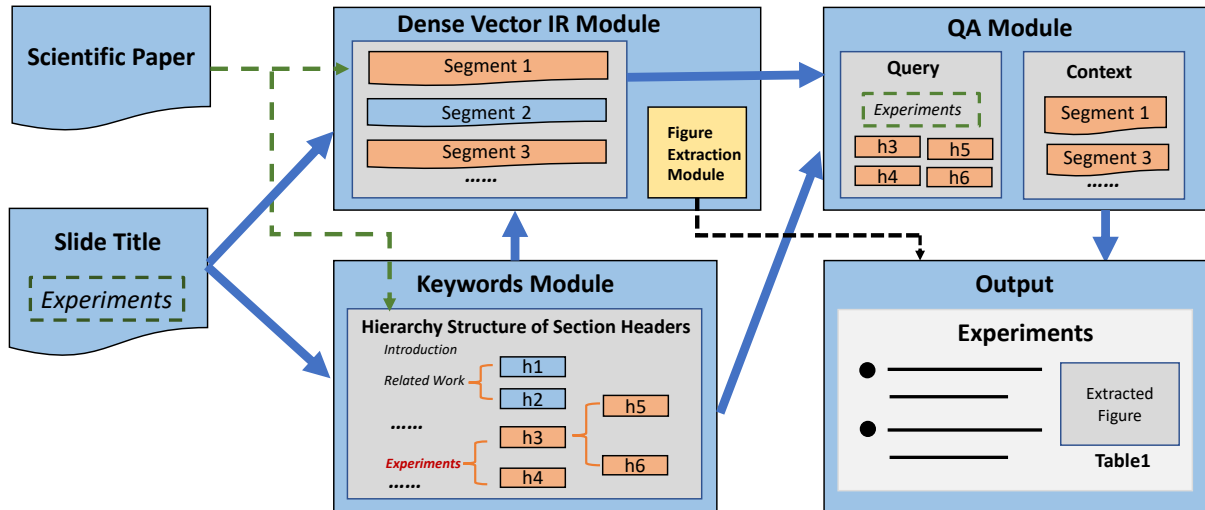 Scientific Paper
Slide Title
Experiments
Dense Vector IR Module
Segment 1
Segment 2
Segment 3
......
Figure
Extraction
Module
Keywords Module
Hierarchy Structure of Section Headers
Introduction
Related Work
h1
h2
......
h3
h5
Experiments
h4
h6
......
QA Module
Query
Experiments
h3
h5
h4
h6
Context
Segment 1
Segment 3
......
Output
Experiments
Extracted
Figure
Table1